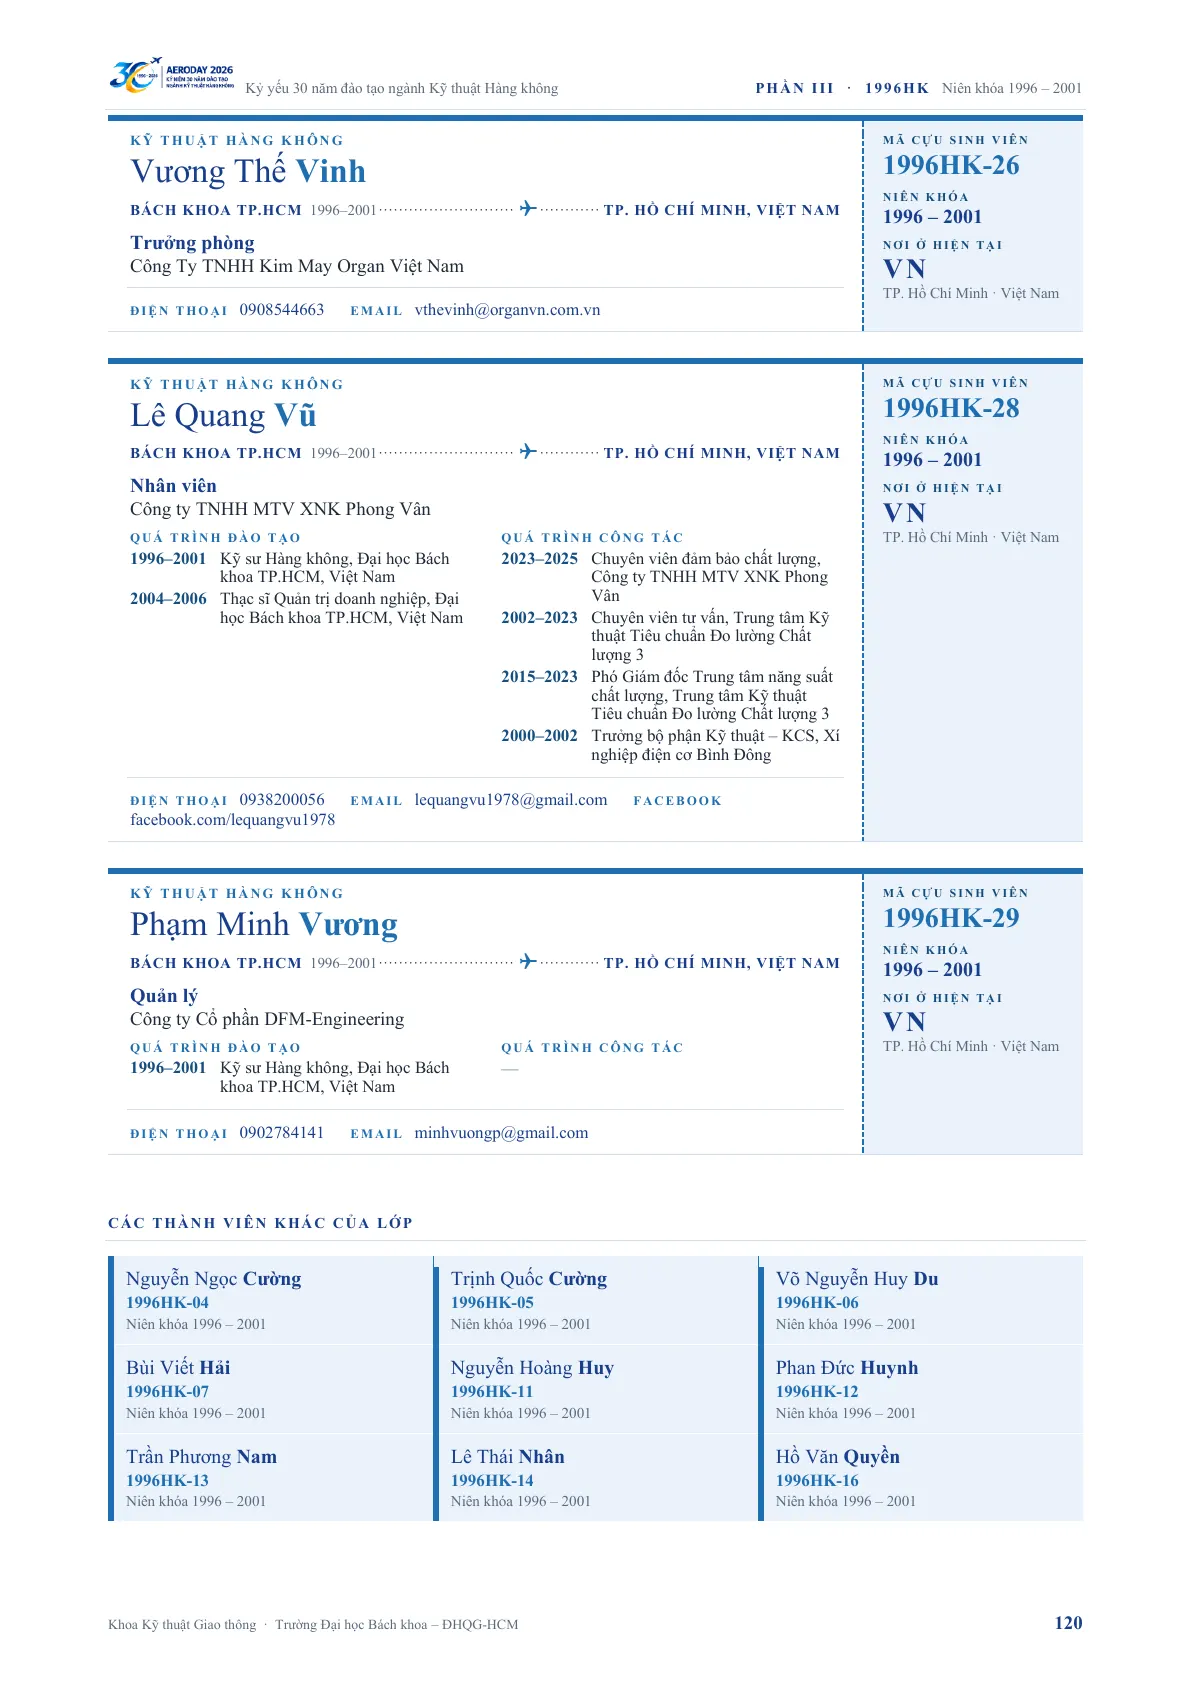 30
1996 - 2026
AERODAY 2026
KỶ NIỆM 30 NĂM ĐÀO TẠO
NGÀNH KỸ THUẬT HÀNG KHÔNG
Kỷ yếu 30 năm đào tạo ngành Kỹ thuật Hàng không
PHẦN III · 1996HK Niên khóa 1996 – 2001
KỸ THUẬT HÀNG KHÔNG
Vương Thế Vinh
BÁCH KHOA TP.HCM 1996–2001 TP. HỒ CHÍ MINH, VIỆT NAM
Trưởng phòng
Công Ty TNHH Kim May Organ Việt Nam
ĐIỆN THOẠI 0908544663 EMAIL vthevinh@organvn.com.vn
MÃ CỰU SINH VIÊN
1996HK-26
NIÊN KHÓA
1996 – 2001
NƠI Ở HIỆN TẠI
VN
TP. Hồ Chí Minh · Việt Nam
KỸ THUẬT HÀNG KHÔNG
Lê Quang Vũ
BÁCH KHOA TP.HCM 1996–2001 TP. HỒ CHÍ MINH, VIỆT NAM
Nhân viên
Công ty TNHH MTV XNK Phong Vân
QUÁ TRÌNH ĐÀO TẠO
1996–2001 Kỹ sư Hàng không, Đại học Bách
khoa TP.HCM, Việt Nam
2004–2006 Thạc sĩ Quản trị doanh nghiệp, Đại
học Bách khoa TP.HCM, Việt Nam
QUÁ TRÌNH CÔNG TÁC
2023–2025 Chuyên viên đảm bảo chất lượng,
Công ty TNHH MTV XNK Phong
Vân
2002–2023 Chuyên viên tư vấn, Trung tâm Kỹ
thuật Tiêu chuẩn Đo lường Chất
lượng 3
2015–2023 Phó Giám đốc Trung tâm năng suất
chất lượng, Trung tâm Kỹ thuật
Tiêu chuẩn Đo lường Chất lượng 3
2000–2002 Trưởng bộ phận Kỹ thuật – KCS, Xí
nghiệp điện cơ Bình Đông
ĐIỆN THOẠI 0938200056 EMAIL lequangvu1978@gmail.com FACEBOOK
facebook.com/lequangvu1978
MÃ CỰU SINH VIÊN
1996HK-28
NIÊN KHÓA
1996 – 2001
NƠI Ở HIỆN TẠI
VN
TP. Hồ Chí Minh · Việt Nam
KỸ THUẬT HÀNG KHÔNG
Phạm Minh Vương
BÁCH KHOA TP.HCM 1996–2001 TP. HỒ CHÍ MINH, VIỆT NAM
Quản lý
Công ty Cổ phần DFM-Engineering
QUÁ TRÌNH ĐÀO TẠO
1996–2001 Kỹ sư Hàng không, Đại học Bách
khoa TP.HCM, Việt Nam
QUÁ TRÌNH CÔNG TÁC
—
ĐIỆN THOẠI 0902784141 EMAIL minhvuongp@gmail.com
MÃ CỰU SINH VIÊN
1996HK-29
NIÊN KHÓA
1996 – 2001
NƠI Ở HIỆN TẠI
VN
TP. Hồ Chí Minh · Việt Nam
CÁC THÀNH VIÊN KHÁC CỦA LỚP
Nguyễn Ngọc Cường
1996HK-04
Niên khóa 1996 – 2001
Trịnh Quốc Cường
1996HK-05
Niên khóa 1996 – 2001
Võ Nguyễn Huy Du
1996HK-06
Niên khóa 1996 – 2001
Bùi Viết Hải
1996HK-07
Niên khóa 1996 – 2001
Nguyễn Hoàng Huy
1996HK-11
Niên khóa 1996 – 2001
Phan Đức Huynh
1996HK-12
Niên khóa 1996 – 2001
Trần Phương Nam
1996HK-13
Niên khóa 1996 – 2001
Lê Thái Nhân
1996HK-14
Niên khóa 1996 – 2001
Hồ Văn Quyền
1996HK-16
Niên khóa 1996 – 2001
Khoa Kỹ thuật Giao thông · Trường Đại học Bách khoa – ĐHQG-HCM
120